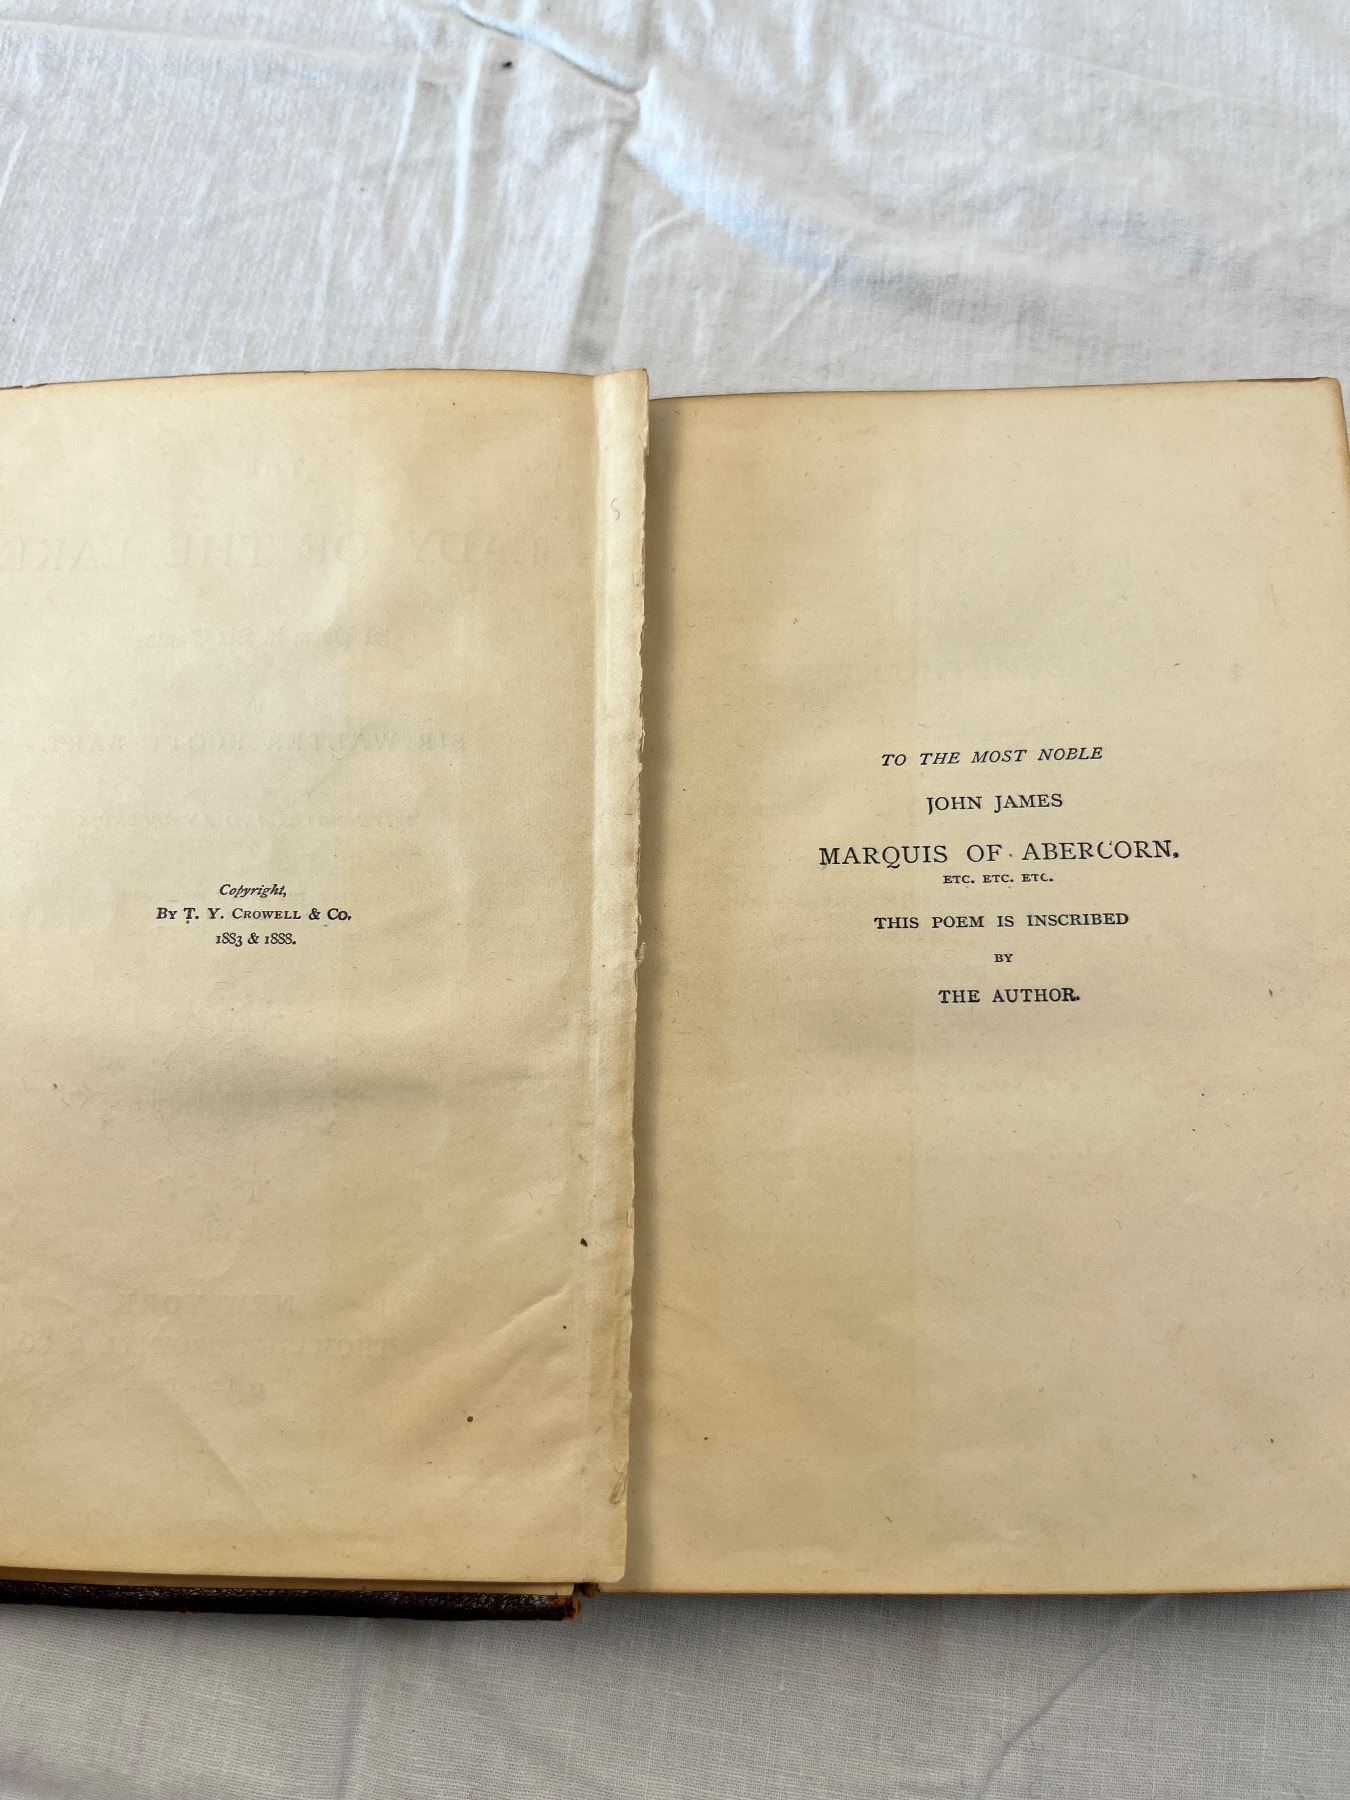 Copyright,
By T. Y. Crowell & Co.
1883 & 1888.
TO THE MOST NOBLE
JOHN JAMES
MARQUIS OF ABERCORN.
ETC. ETC. ETC.
THIS POEM IS INSCRIBED
BY
THE AUTHOR.